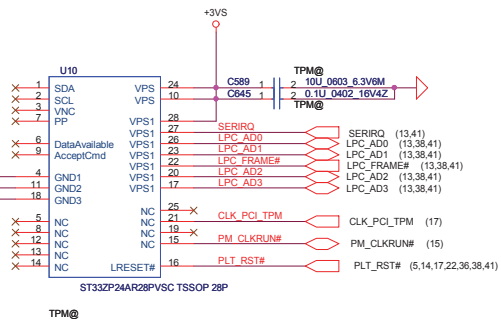 +3VS
U10
TPM@
1 SDA VPS 24 C589 1 2 10U_0603_6.3V6M
2 SCL VPS 10 C645 1 2 0.1U_0402_16V4Z
3 VNC TPM@
7 PP VPS1 28
VPS1 27 SERIRQ SERIRQ (13,41)
6 DataAvailable VPS1 26 LPC_AD0 LPC_AD0 (13,38,41)
9 AcceptCmd VPS1 23 LPC_AD1 LPC_AD1 (13,38,41)
VPS1 22 LPC_FRAME# LPC_FRAME# (13,38,41)
4 GND1 VPS1 20 LPC_AD2 LPC_AD2 (13,38,41)
11 GND2 VPS1 17 LPC_AD3 LPC_AD3 (13,38,41)
18 GND3
NC 25
5 NC NC 21 CLK_PCI_TPM CLK_PCI_TPM (17)
8 NC NC 19
12 NC NC 15 PM_CLKRUN# PM_CLKRUN# (15)
13 NC
14 NC LRESET# 16 PLT_RST# PLT_RST# (5,14,17,22,36,38,41)
ST33ZP24AR28PVSC TSSOP 28P
TPM@